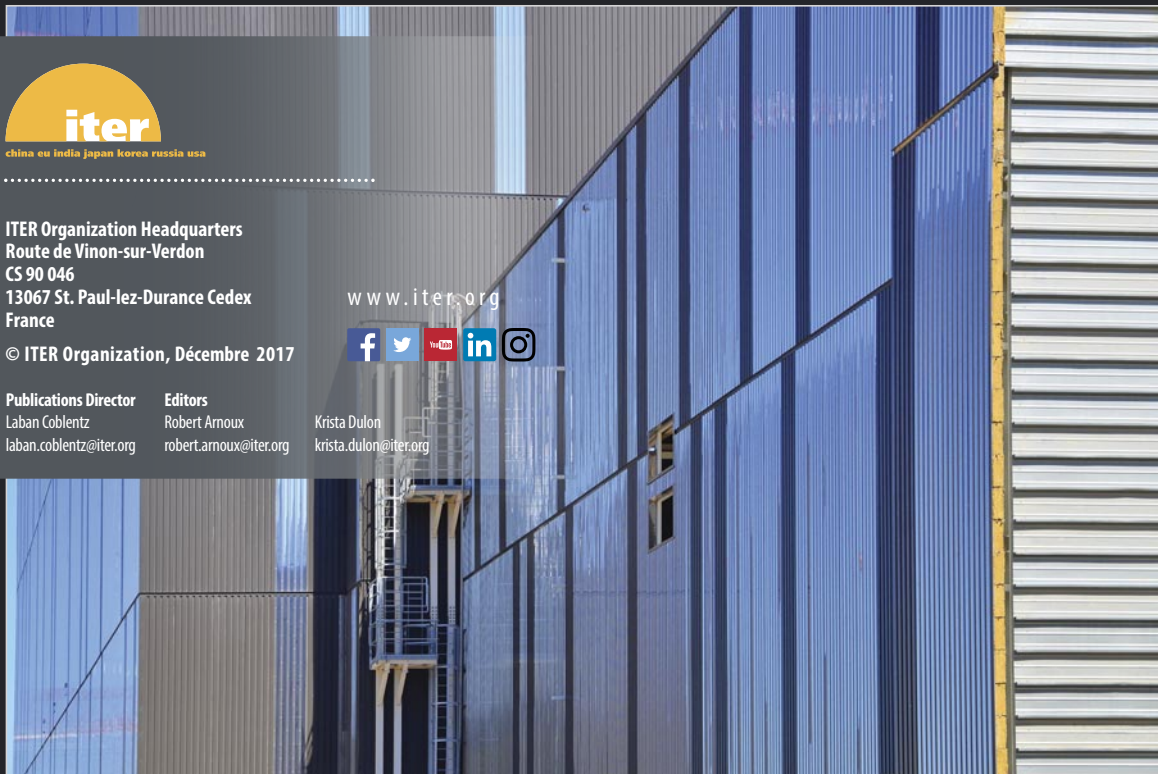 iter
china eu india japan korea russia usa
ITER Organization Headquarters
Route de Vinon-sur-Verdon
CS 90 046
13067 St. Paul-lez-Durance Cedex
France
© ITER Organization, Décembre 2017
www.iter.org
f YouTube in
Publications Director
Laban Coblentz
laban.coblentz@iter.org
Editors
Robert Arnoux
robert.arnoux@iter.org
Krista Dulon
krista.dulon@iter.org